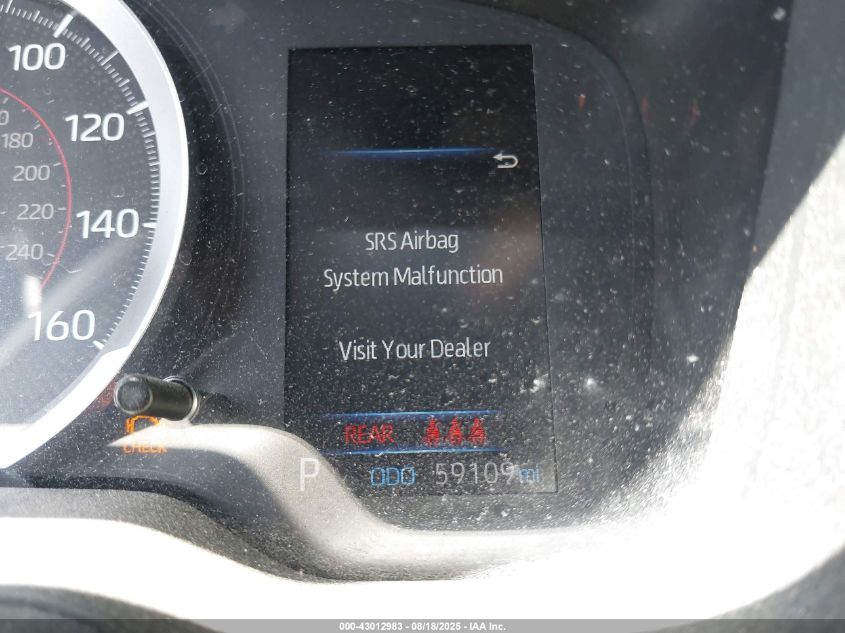 100
120
180
200
220
140
240
160
SRS Airbag
System Malfunction
Visit Your Dealer
CHECK
REAR
P ODO 59109 mi
000-43012983 - 08/18/2025 - IAA Inc.